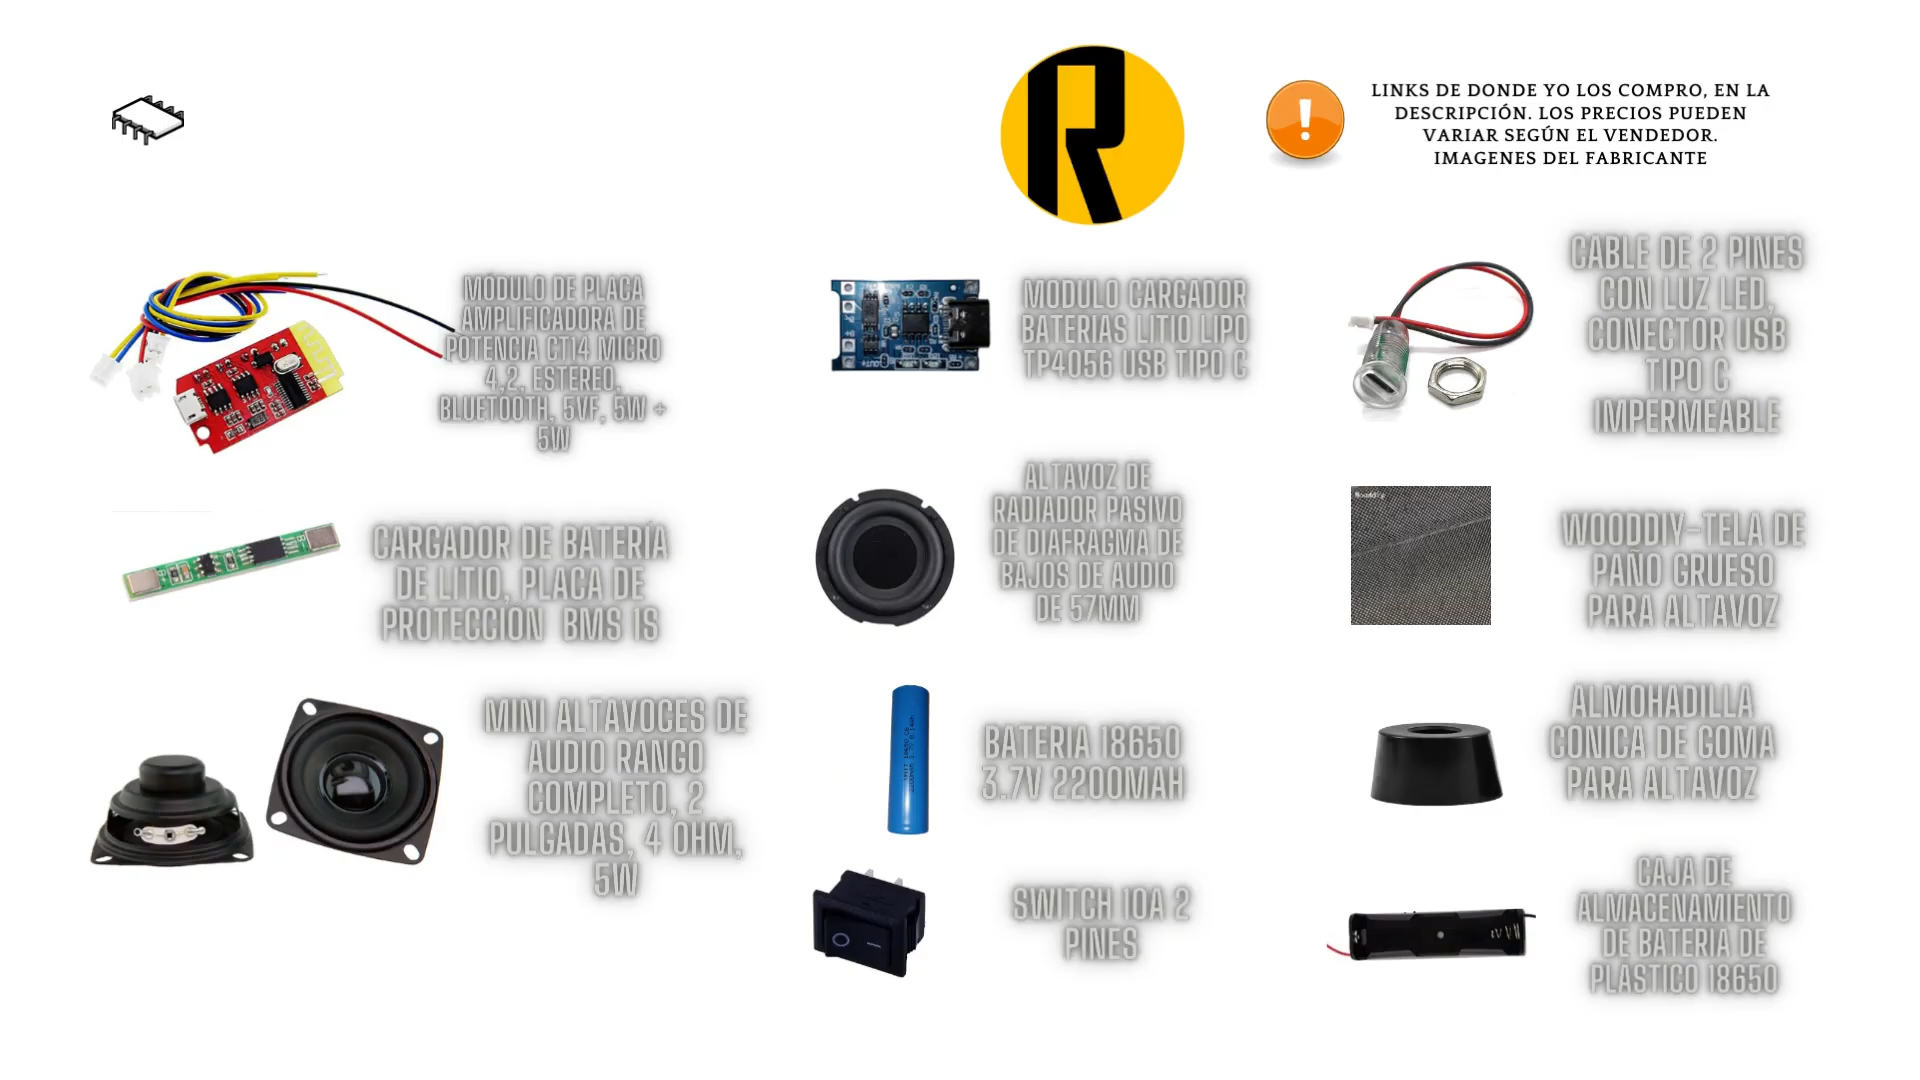 LINKS DE DONDE YO LOS COMPRO, EN LA
DESCRIPCIÓN. LOS PRECIOS PUEDEN
VARIAR SEGÚN EL VENDEDOR.
IMAGENES DEL FABRICANTE
MÓDULO DE PLACA
AMPLIFICADORA DE
POTENCIA CT14 MICRO
4,2, ESTEREO,
BLUETOOTH, 5VF, 5W +
5W
MODULO CARGADOR
BATERIAS LITIO LIPO
TP4056 USB TIPO C
CABLE DE 2 PINES
CON LUZ LED,
CONECTOR USB
TIPO C
IMPERMEABLE
CARGADOR DE BATERÍA
DE LITIO, PLACA DE
PROTECCIÓN BMS 1S
ALTAVOZ DE
RADIADOR PASIVO
DE DIAFRAGMA DE
BAJOS DE AUDIO
DE 57MM
WOODDIY-TELA DE
PAÑO GRUESO
PARA ALTAVOZ
MINI ALTAVOCES DE
AUDIO RANGO
COMPLETO, 2
PULGADAS, 4 OHM,
5W
BATERIA 18650
3.7V 2200MAH
ALMOHADILLA
CÓNICA DE GOMA
PARA ALTAVOZ
SWITCH 10A 2
PINES
CAJA DE
ALMACENAMIENTO
DE BATERIA DE
PLASTICO 18650